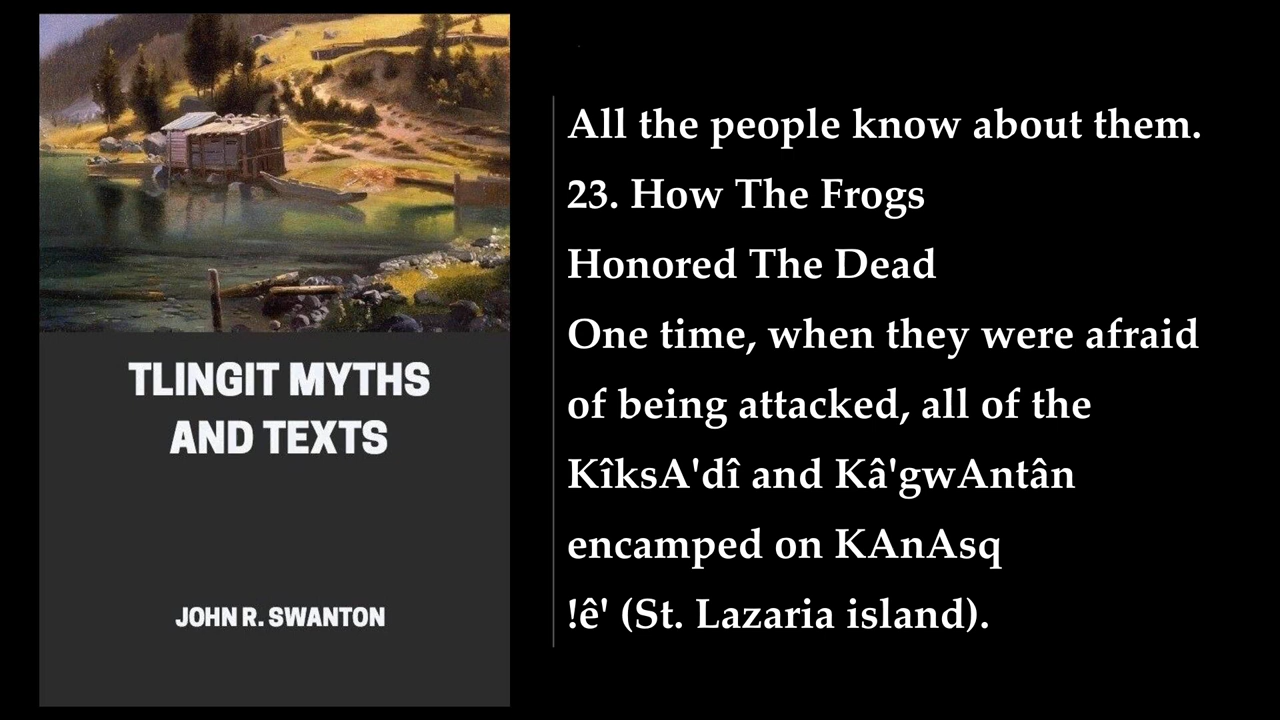 TLINGIT MYTHS
AND TEXTS
JOHN R. SWANTON
All the people know about them.
23. How The Frogs
Honored The Dead
One time, when they were afraid
of being attacked, all of the
KîksA'dî and Kâ'gwAntân
encamped on KAnAsq
!ê' (St. Lazaria island).